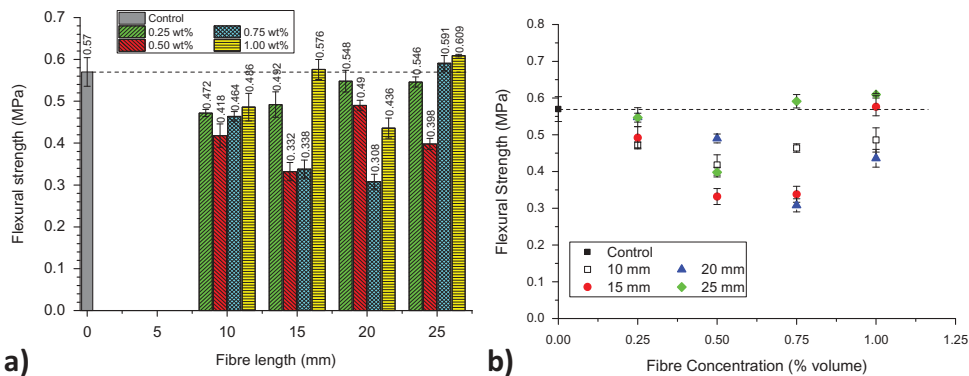 Control
0.25 wt%
0.75 wt%
0.50 wt%
1.00 wt%
0.7
0.6
0.5
0.4
0.3
0.2
0.1
0.0
Flexural strength (MPa)
0.57
0.472
0.418
0.464
0.486
0.492
0.332
0.338
0.576
0.548
0.49
0.308
0.436
0.546
0.398
0.591
0.609
0
5
10
15
20
25
Fibre length (mm)
a)
0.8
0.7
0.6
0.5
0.4
0.3
0.2
0.1
0.0
Flexural Strength (MPa)
Control
10 mm
20 mm
15 mm
25 mm
0.00
0.25
0.50
0.75
1.00
1.25
Fibre Concentration (% volume)
b)